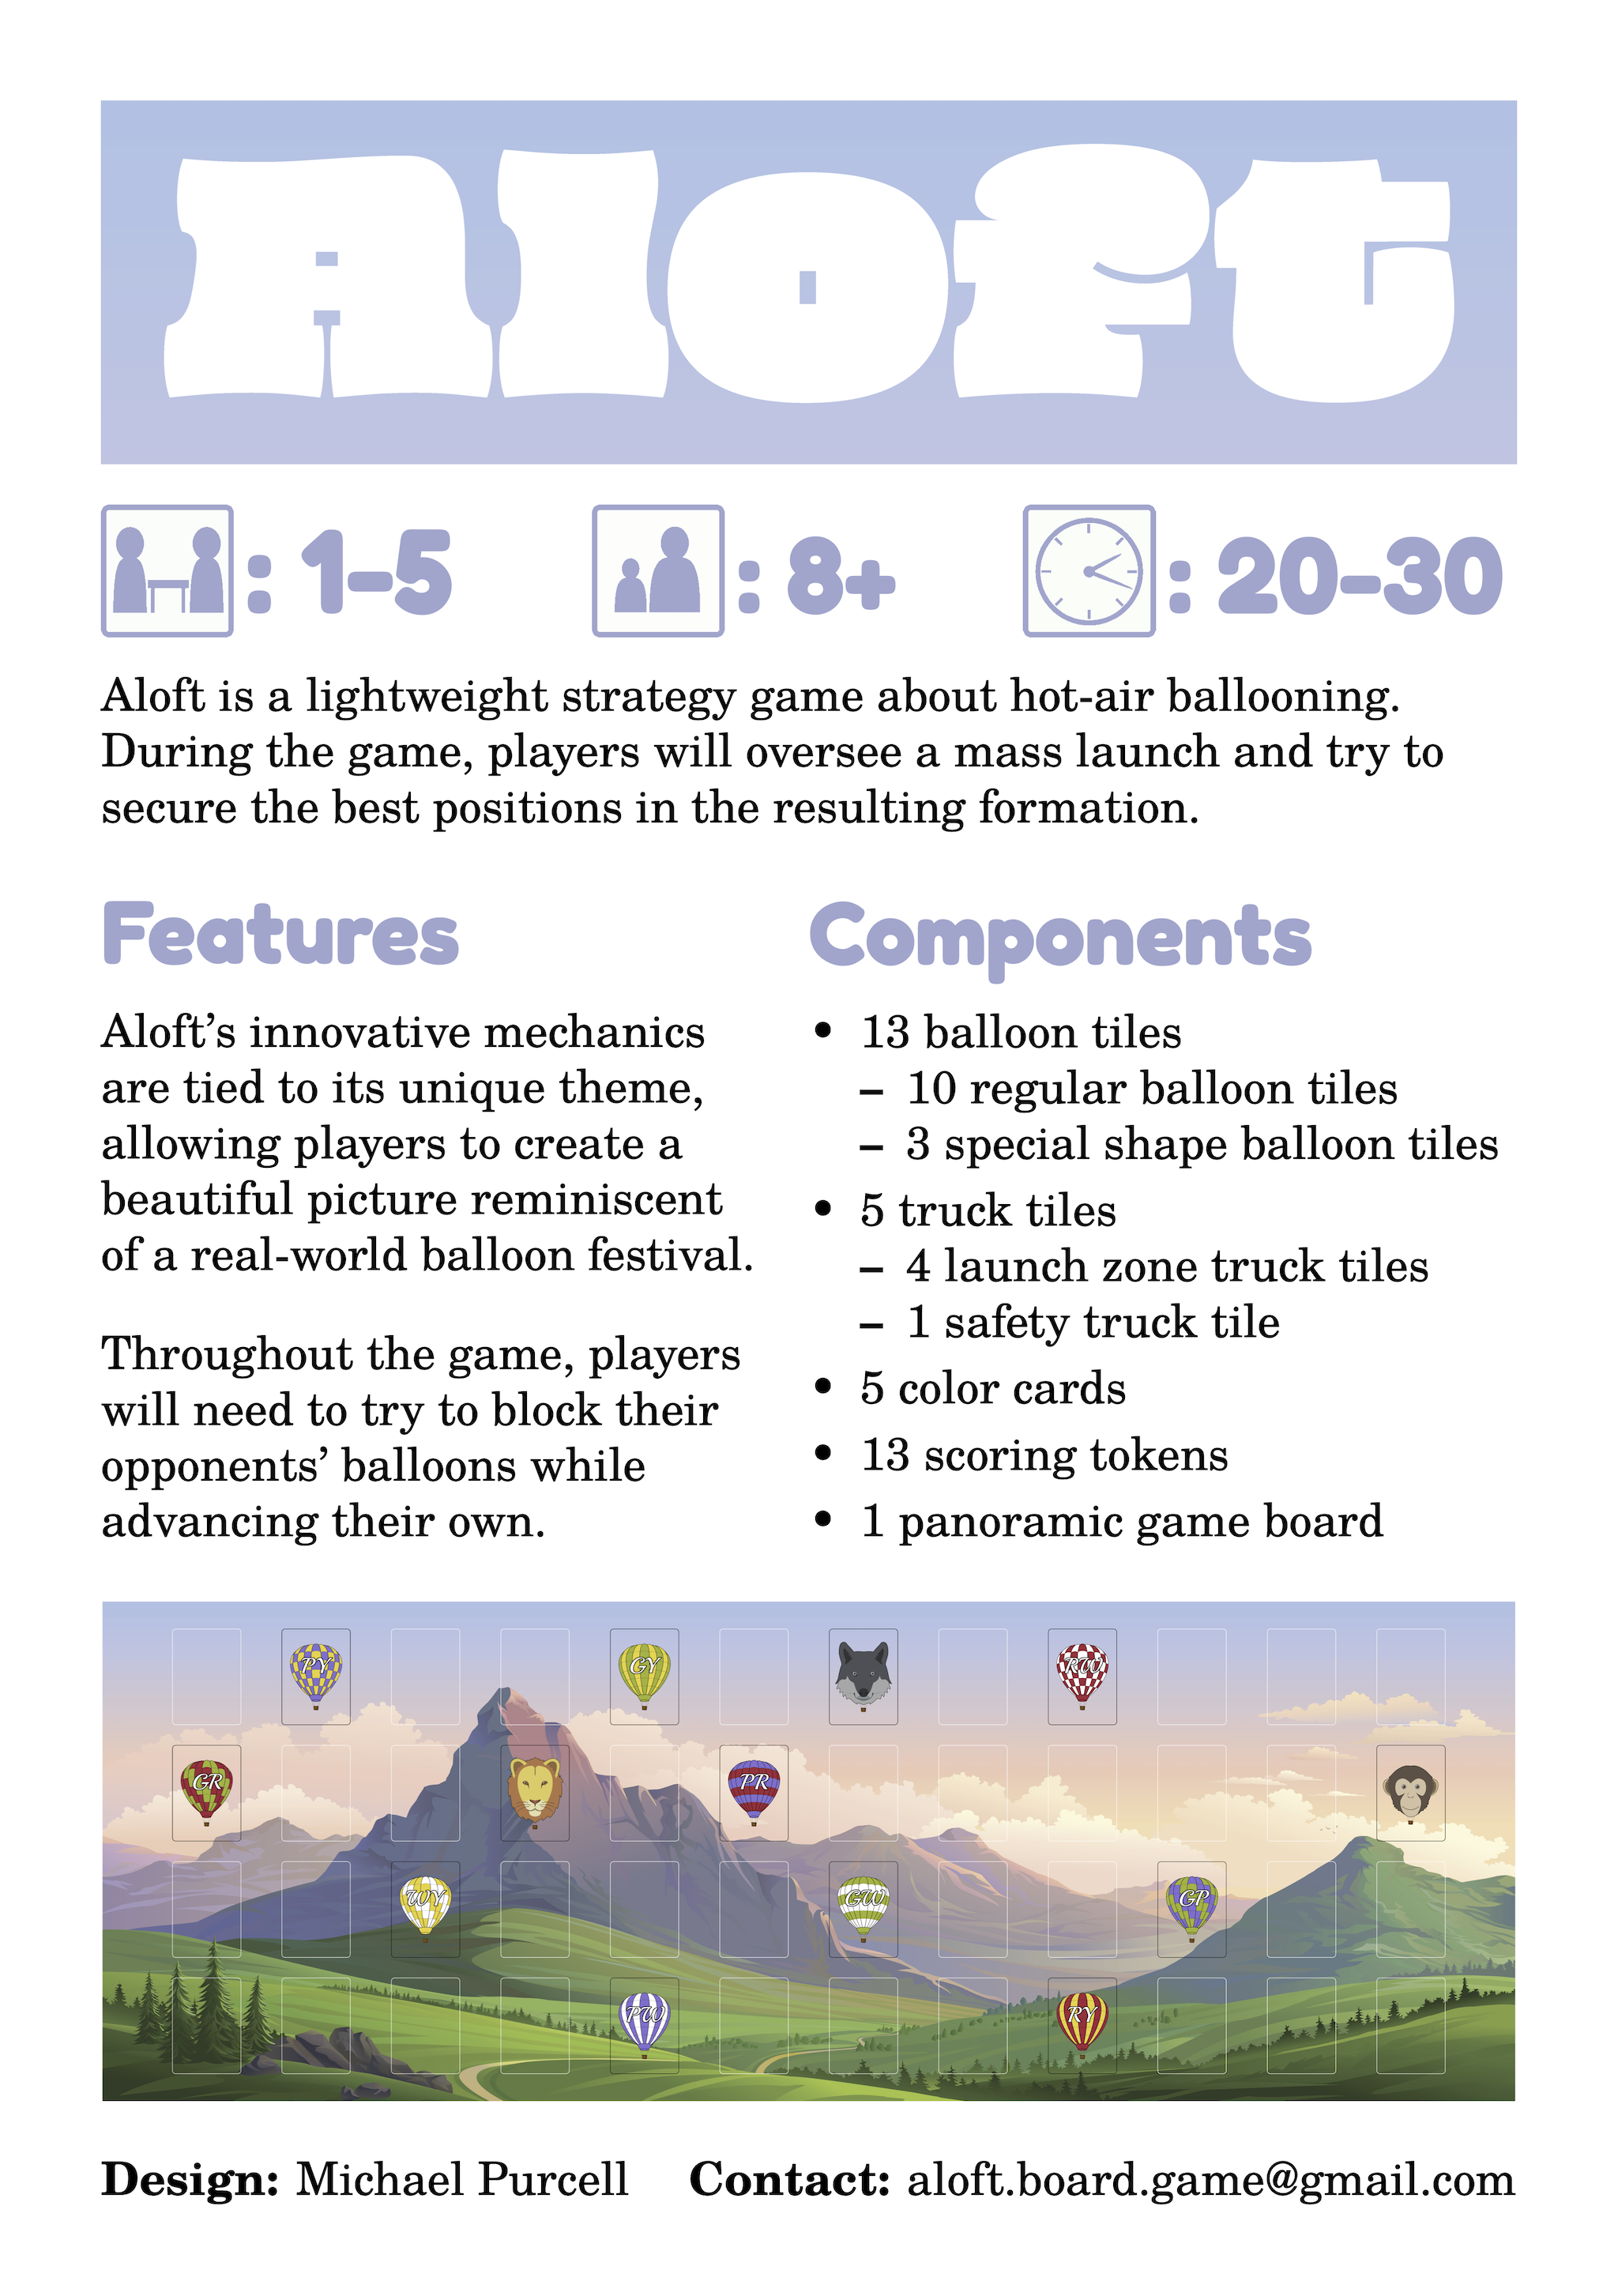 Aloft
: 1–5 : 8+ : 20–30
Aloft is a lightweight strategy game about hot-air ballooning.
During the game, players will oversee a mass launch and try to
secure the best positions in the resulting formation.
Features
Aloft’s innovative mechanics
are tied to its unique theme,
allowing players to create a
beautiful picture reminiscent
of a real-world balloon festival.
Throughout the game, players
will need to try to block their
opponents’ balloons while
advancing their own.
Components
• 13 balloon tiles
– 10 regular balloon tiles
– 3 special shape balloon tiles
• 5 truck tiles
– 4 launch zone truck tiles
– 1 safety truck tile
• 5 color cards
• 13 scoring tokens
• 1 panoramic game board
PY GY RW
GR PR
WY GW GP
PW RY
Design: Michael Purcell Contact: aloft.board.game@gmail.com